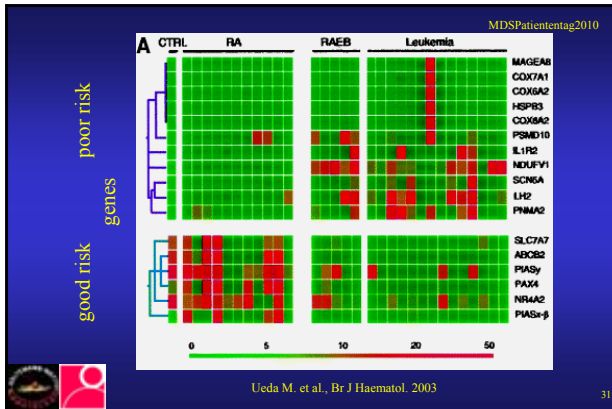 MDSPatiententag2010
A
CTRL RA RAEB Leukemia
poor risk
genes
good risk
MAGEA8
COX7A1
COX6A2
HSPB3
COX8A2
PSMD10
IL1R2
NDUFV1
SCN5A
ILH2
PNMA2
SLC7A7
ABCB2
PIASy
PAX4
NR4A2
PIASx-β
0 5 10 20 50
Ueda M. et al., Br J Haematol. 2003
31